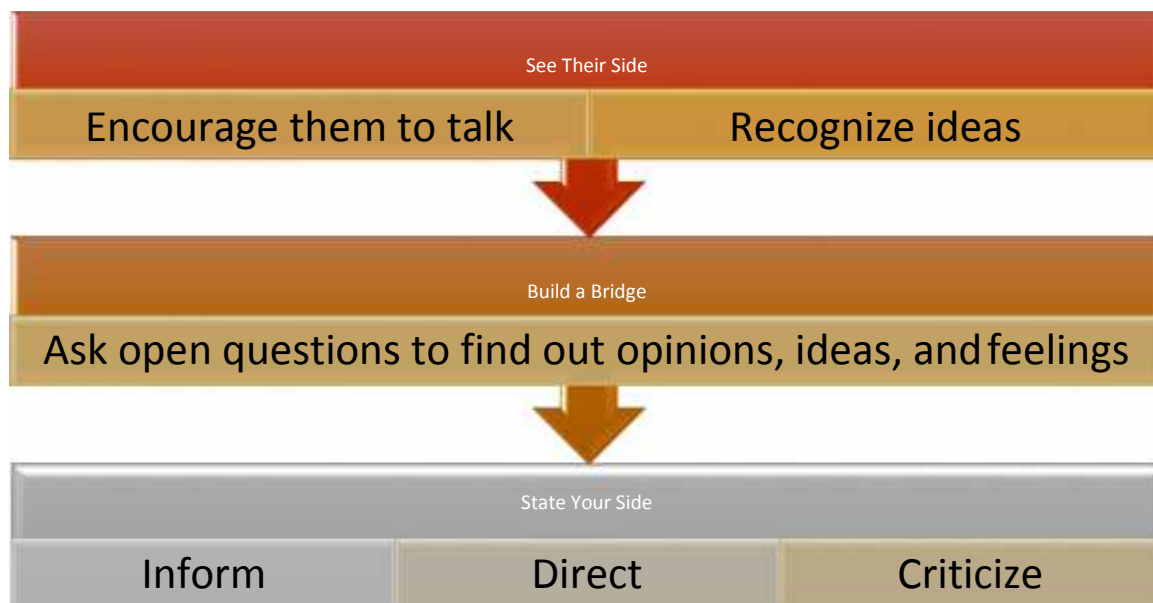 See Their Side
Encourage them to talk
Recognize ideas
Build a Bridge
Ask open questions to find out opinions, ideas, and feelings
State Your Side
Inform
Direct
Criticize